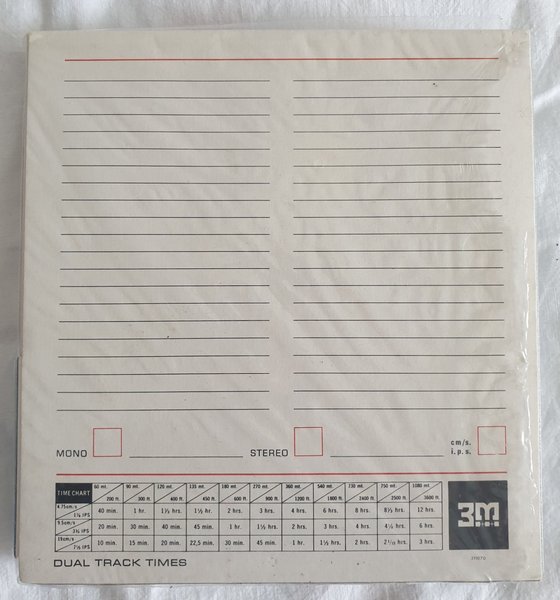 MONO STEREO cm/s. i.p.s.
TIME CHART 60 mt. 200 ft. 90 mt. 300 ft. 120 mt. 400 ft. 135 mt. 450 ft. 180 mt. 600 ft. 270 mt. 900 ft. 360 mt. 1200 ft. 540 mt. 1800 ft. 730 mt. 2400 ft. 750 mt. 2500 ft. 1080 mt. 3600 ft.
4.75cm/s 1⅞ IPS 40 min. 1 hr. 1⅓ hrs. 1½ hr. 2 hrs. 3 hrs. 4 hrs. 6 hrs. 8 hrs. 8⅓ hrs. 12 hrs.
9.5cm/s 3¾ IPS 20 min. 30 min. 40 min. 45 min. 1 hr. 1½ hrs. 2 hrs. 3 hrs. 4 hrs. 4⅙ hrs. 6 hrs.
19cm/s 7½ IPS 10 min. 15 min. 20 min. 22,5 min. 30 min. 45 min. 1 hr. 1½ hrs. 2 hrs. 2¹⁄₁₂ hrs. 3 hrs.
3M
DUAL TRACK TIMES